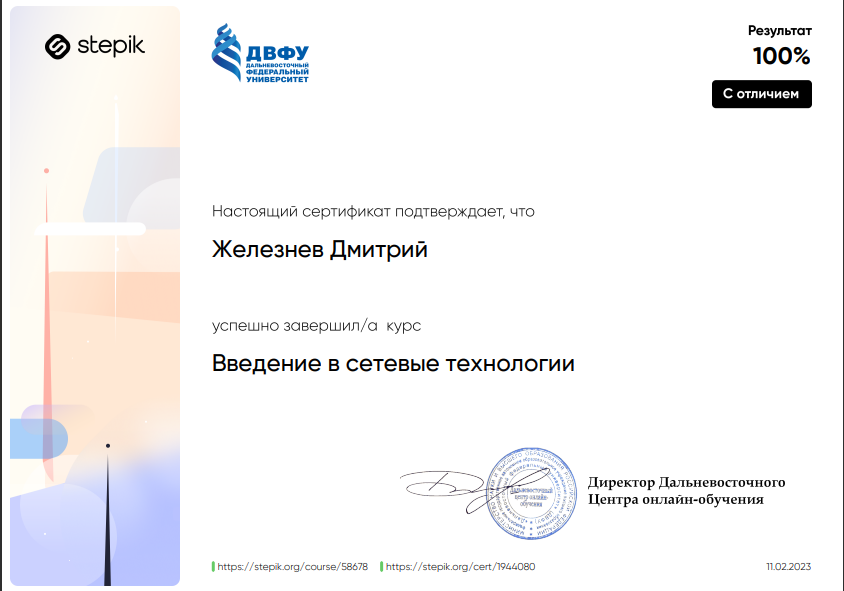 stepik
ДВФУ
ДАЛЬНЕВОСТОЧНЫЙ
ФЕДЕРАЛЬНЫЙ
УНИВЕРСИТЕТ
Результат
100%
С отличием
Настоящий сертификат подтверждает, что
Железнев Дмитрий
успешно завершил/а курс
Введение в сетевые технологии
Дальневосточный
центр онлайн-
обучения
Директор Дальневосточного
Центра онлайн-обучения
https://stepik.org/course/58678
https://stepik.org/cert/1944080
11.02.2023